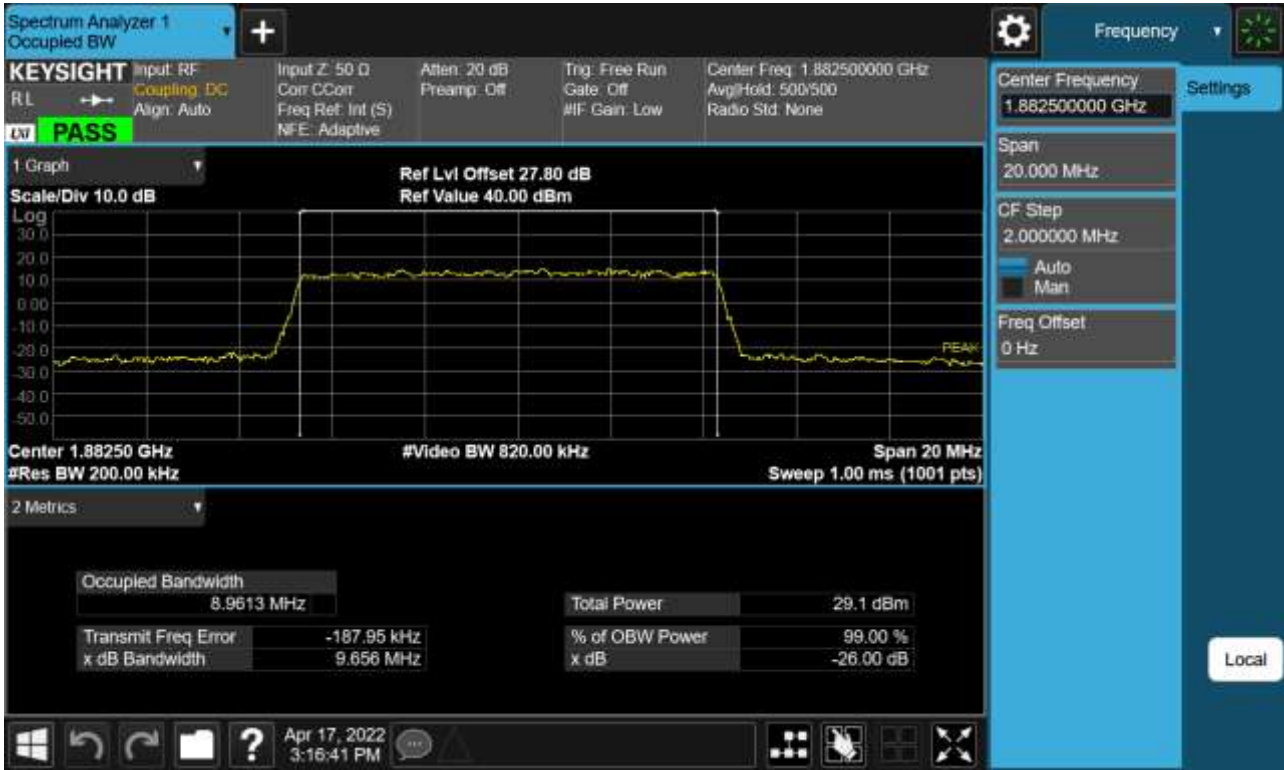 Spectrum Analyzer 1
Occupied BW
Frequency
KEYSIGHT
RL
PASS
Input: RF
Coupling: DC
Align: Auto
Input Z: 50 Ω
Corr CCorr
Freq Ref: Int (S)
NFE: Adaptive
Atten: 20 dB
Preamp: Off
Trig: Free Run
Gate: Off
#IF Gain: Low
Center Freq: 1.882500000 GHz
Avg|Hold: 500/500
Radio Std: None
1 Graph
Scale/Div 10.0 dB
Ref Lvl Offset 27.80 dB
Ref Value 40.00 dBm
Log
30.0
20.0
10.0
0.00
-10.0
-20.0
-30.0
-40.0
-50.0
PEAK
Center 1.88250 GHz
#Video BW 820.00 kHz
Span 20 MHz
#Res BW 200.00 kHz
Sweep 1.00 ms (1001 pts)
2 Metrics
Occupied Bandwidth
8.9613 MHz
Total Power 29.1 dBm
Transmit Freq Error -187.95 kHz
% of OBW Power 99.00 %
x dB Bandwidth 9.656 MHz
x dB -26.00 dB
Center Frequency
1.882500000 GHz
Settings
Span
20.000 MHz
CF Step
2.000000 MHz
Auto
Man
Freq Offset
0 Hz
Local
?
Apr 17, 2022
3:16:41 PM